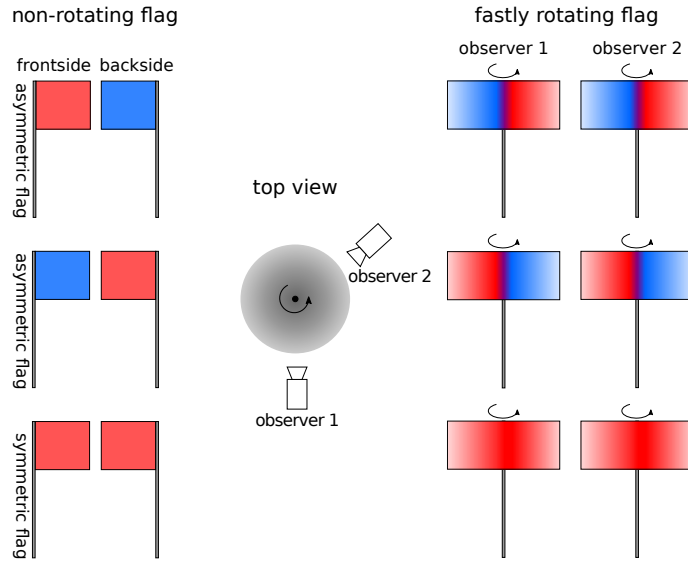 non-rotating flag
fastly rotating flag
frontside backside
observer 1
observer 2
asymmetric flag
top view
observer 2
asymmetric flag
observer 1
symmetric flag